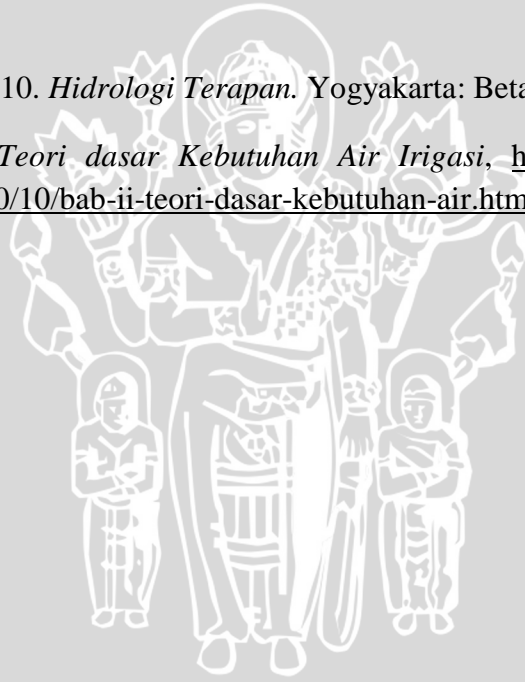 10. Hidrologi Terapan. Yogyakarta: Beta
Teori dasar Kebutuhan Air Irigasi, h
0/10/bab-ii-teori-dasar-kebutuhan-air.htm